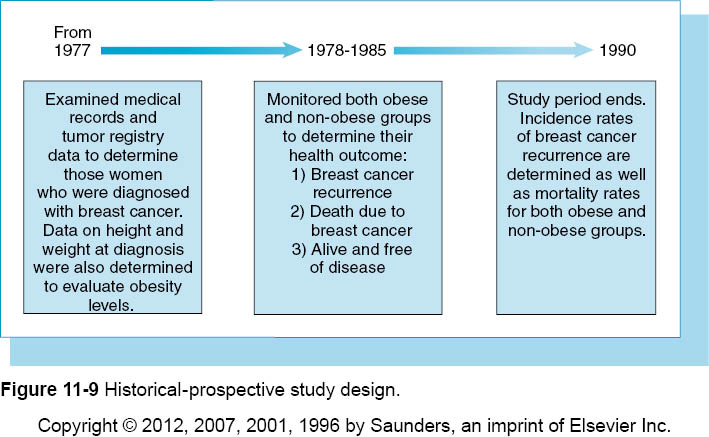 From
1977
1978-1985
1990
Examined medical
records and
tumor registry
data to determine
those women
who were diagnosed
with breast cancer.
Data on height and
weight at diagnosis
were also determined
to evaluate obesity
levels.
Monitored both obese
and non-obese groups
to determine their
health outcome:
1) Breast cancer
recurrence
2) Death due to
breast cancer
3) Alive and free
of disease
Study period ends.
Incidence rates
of breast cancer
recurrence are
determined as well
as mortality rates
for both obese and
non-obese groups.
Figure 11-9 Historical-prospective study design.
Copyright © 2012, 2007, 2001, 1996 by Saunders, an imprint of Elsevier Inc.